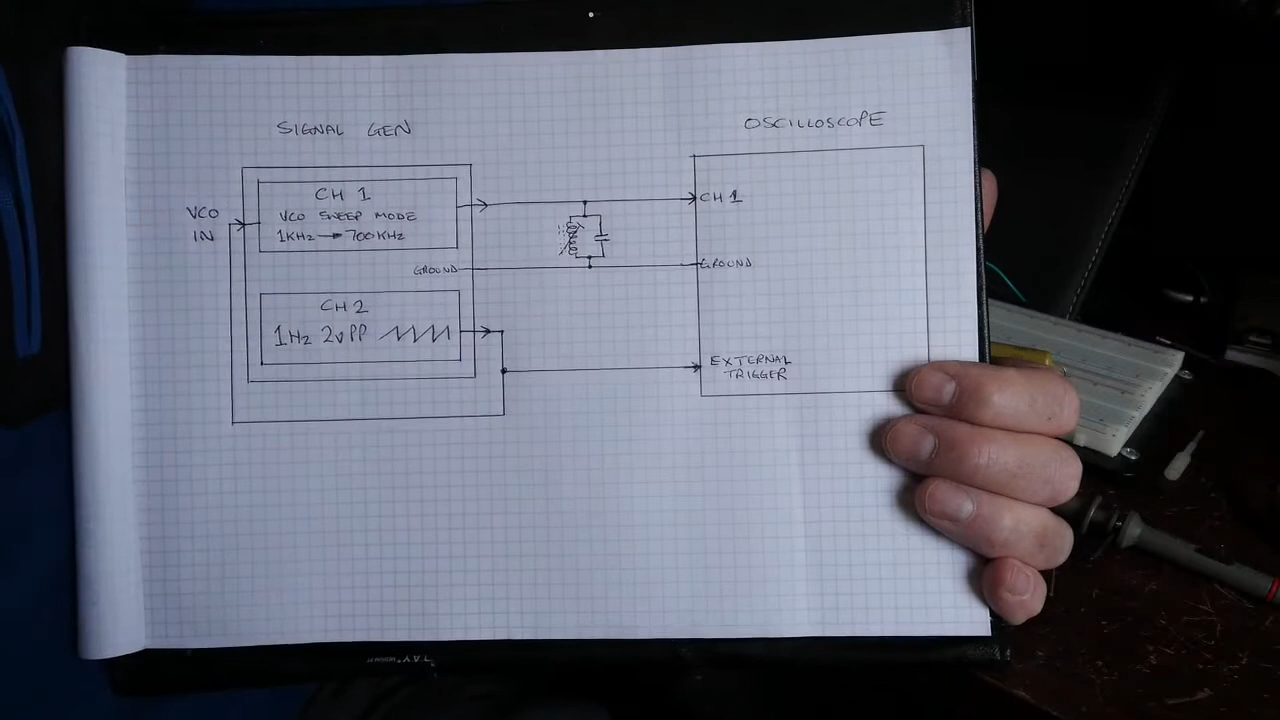 SIGNAL GEN
OSCILLOSCOPE
CH 1
VCO SWEEP MODE
1KHz → 700KHz
VCO
IN
CH 1
GROUND
GROUND
CH 2
1Hz 2vPP
EXTERNAL
TRIGGER